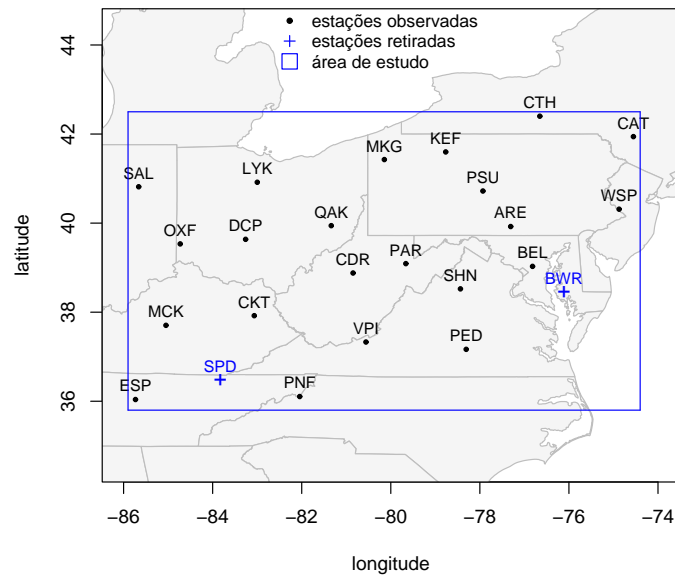 estações observadas
estações retiradas
área de estudo
44
42
40
38
36
latitude
CTH
CAT
KEF
MKG
LYK
SAL
PSU
WSP
QAK
ARE
DCP
OXF
PAR
BEL
CDR
SHN
BWR
CKT
MCK
VPI
PED
SPD
PNF
ESP
−86 −84 −82 −80 −78 −76 −74
longitude